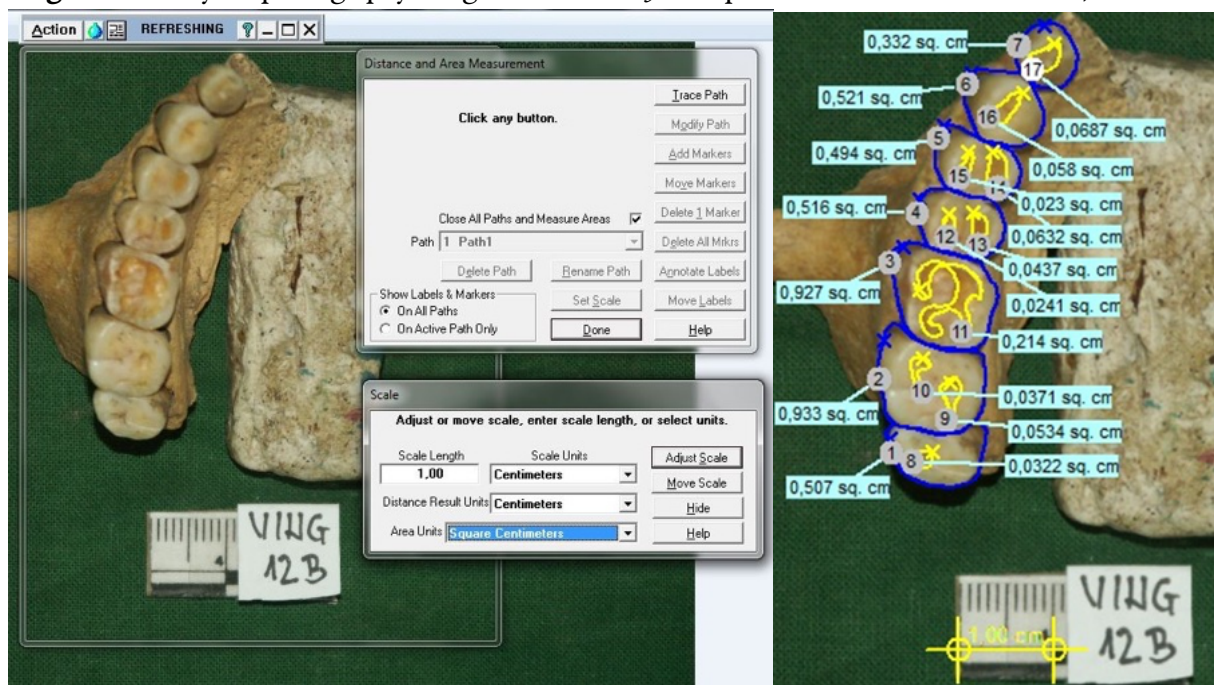 Action REFRESHING ? _ □ X
Distance and Area Measurement
Click any button.
Trace Path
Modify Path
Add Markers
Move Markers
Close All Paths and Measure Areas
Delete 1 Marker
Path 1 Path1
Delete All Mrkrs
Delete Path
Rename Path
Annotate Labels
Show Labels & Markers
On All Paths
On Active Path Only
Set Scale
Move Labels
Done
Help
Scale
Adjust or move scale, enter scale length, or select units.
Scale Length
Scale Units
1,00
Centimeters
Adjust Scale
Distance Result Units Centimeters
Move Scale
Hide
Area Units Square Centimeters
Help
4
VING
12B
0,332 sq. cm
7
17
0,521 sq. cm
6
16
0,0687 sq. cm
0,494 sq. cm
5
15
14
0,058 sq. cm
0,516 sq. cm
4
12
13
0,023 sq. cm
0,0632 sq. cm
3
0,0437 sq. cm
0,927 sq. cm
0,0241 sq. cm
11
0,214 sq. cm
2
10
0,0371 sq. cm
0,933 sq. cm
9
0,0534 sq. cm
1
8
0,0322 sq. cm
0,507 sq. cm
1,00 cm
VING
12B